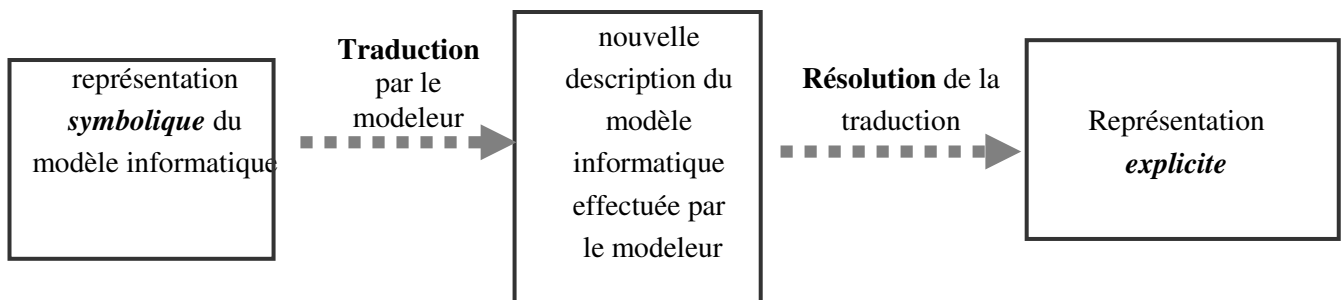 représentation
symbolique du
modèle informatique
Traduction
par le
modeleur
nouvelle
description du
modèle
informatique
effectuée par
le modeleur
Résolution de la
traduction
Représentation
explicite